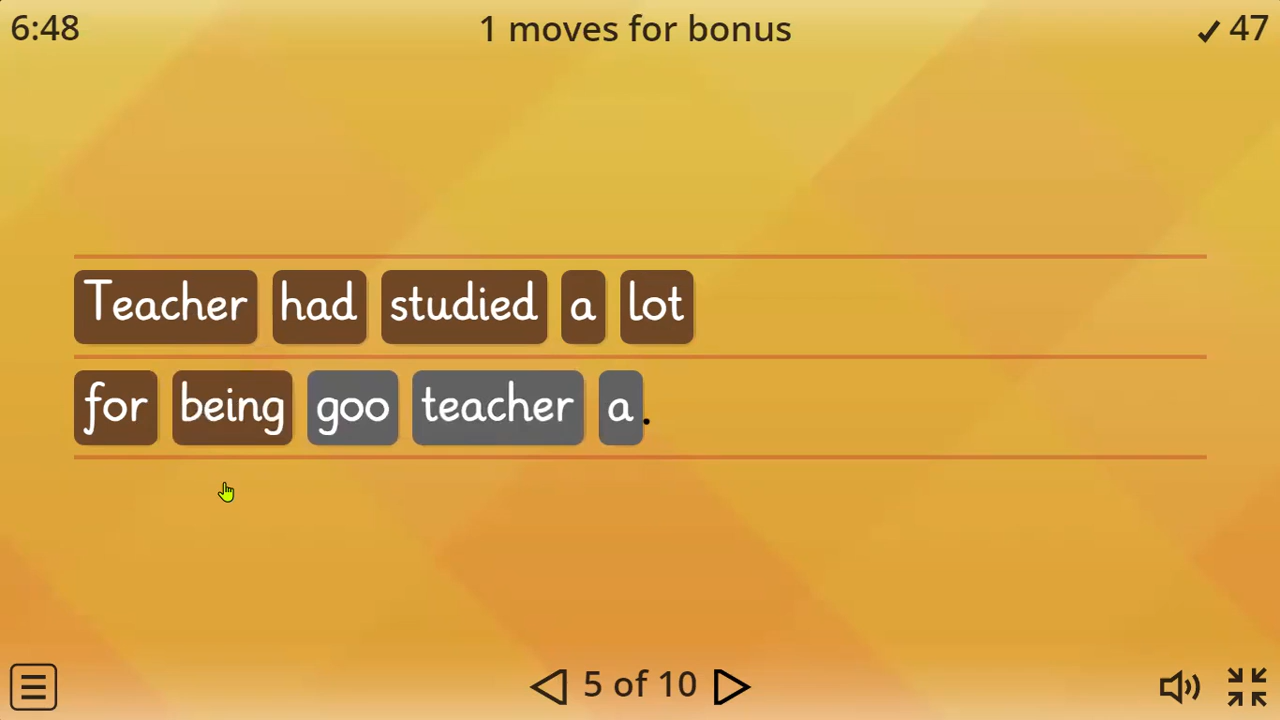 6:48 1 moves for bonus ✓ 47
Teacher had studied a lot
for being goo teacher a.
5 of 10